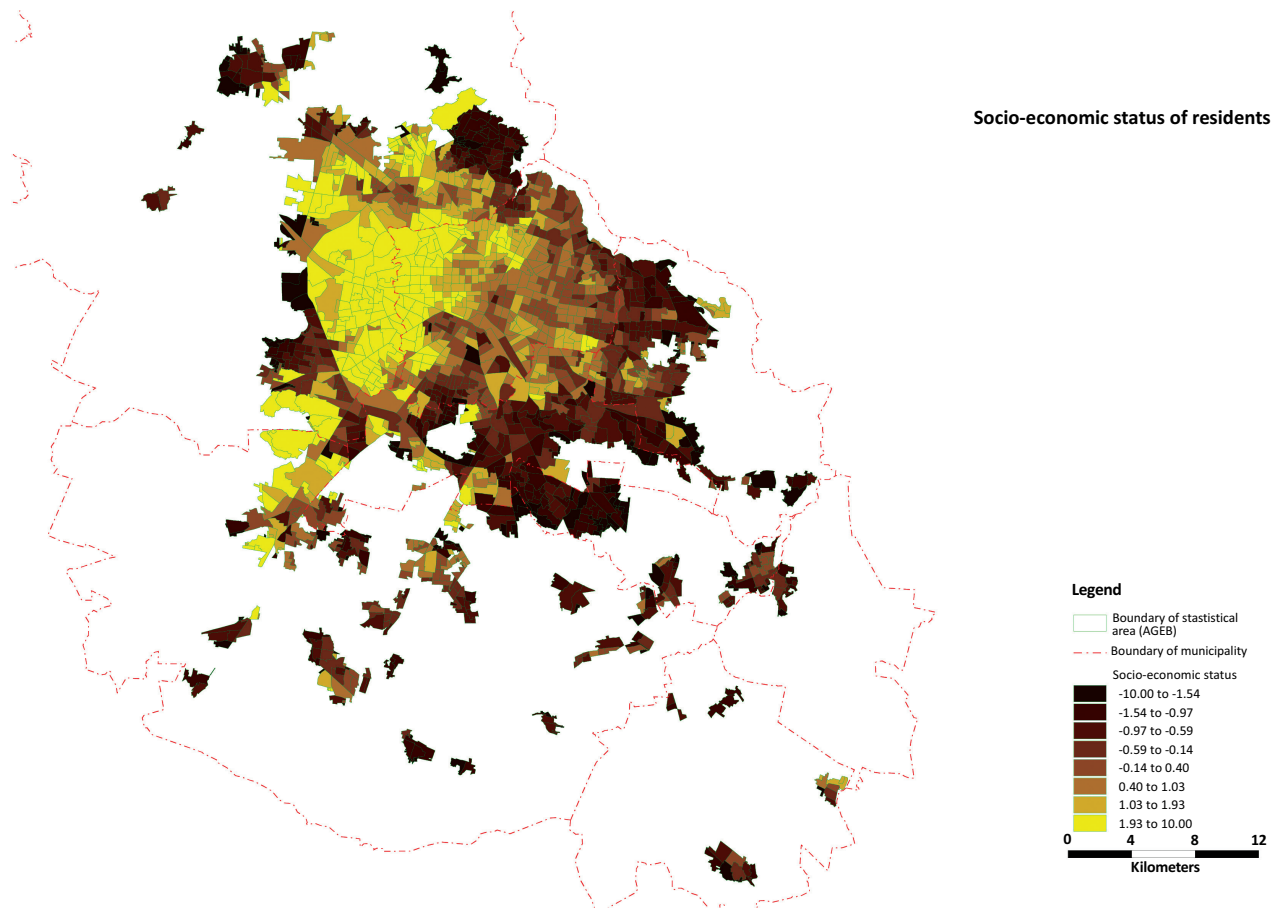 Socio-economic status of residents
Legend
Boundary of stastistical
area (AGEB)
Boundary of municipality
Socio-economic status
-10.00 to -1.54
-1.54 to -0.97
-0.97 to -0.59
-0.59 to -0.14
-0.14 to 0.40
0.40 to 1.03
1.03 to 1.93
1.93 to 10.00
0 4 8 12
Kilometers